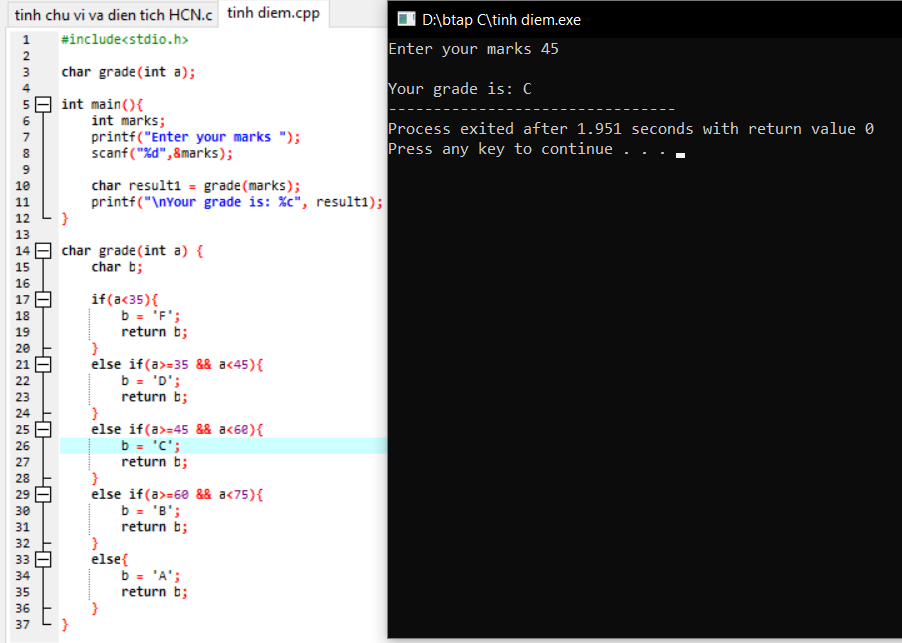 tinh chu vi va dien tich HCN.c
tinh diem.cpp
1 #include<stdio.h>
2
3 char grade(int a);
4
5 int main(){
6 int marks;
7 printf("Enter your marks ");
8 scanf("%d",&marks);
9
10 char result1 = grade(marks);
11 printf("\nYour grade is: %c", result1);
12 }
13
14 char grade(int a) {
15 char b;
16
17 if(a<35){
18 b = 'F';
19 return b;
20 }
21 else if(a>=35 && a<45){
22 b = 'D';
23 return b;
24 }
25 else if(a>=45 && a<60){
26 b = 'C';
27 return b;
28 }
29 else if(a>=60 && a<75){
30 b = 'B';
31 return b;
32 }
33 else{
34 b = 'A';
35 return b;
36 }
37 }
D:\btap C\tinh diem.exe
Enter your marks 45
Your grade is: C
--------------------------------
Process exited after 1.951 seconds with return value 0
Press any key to continue . . .